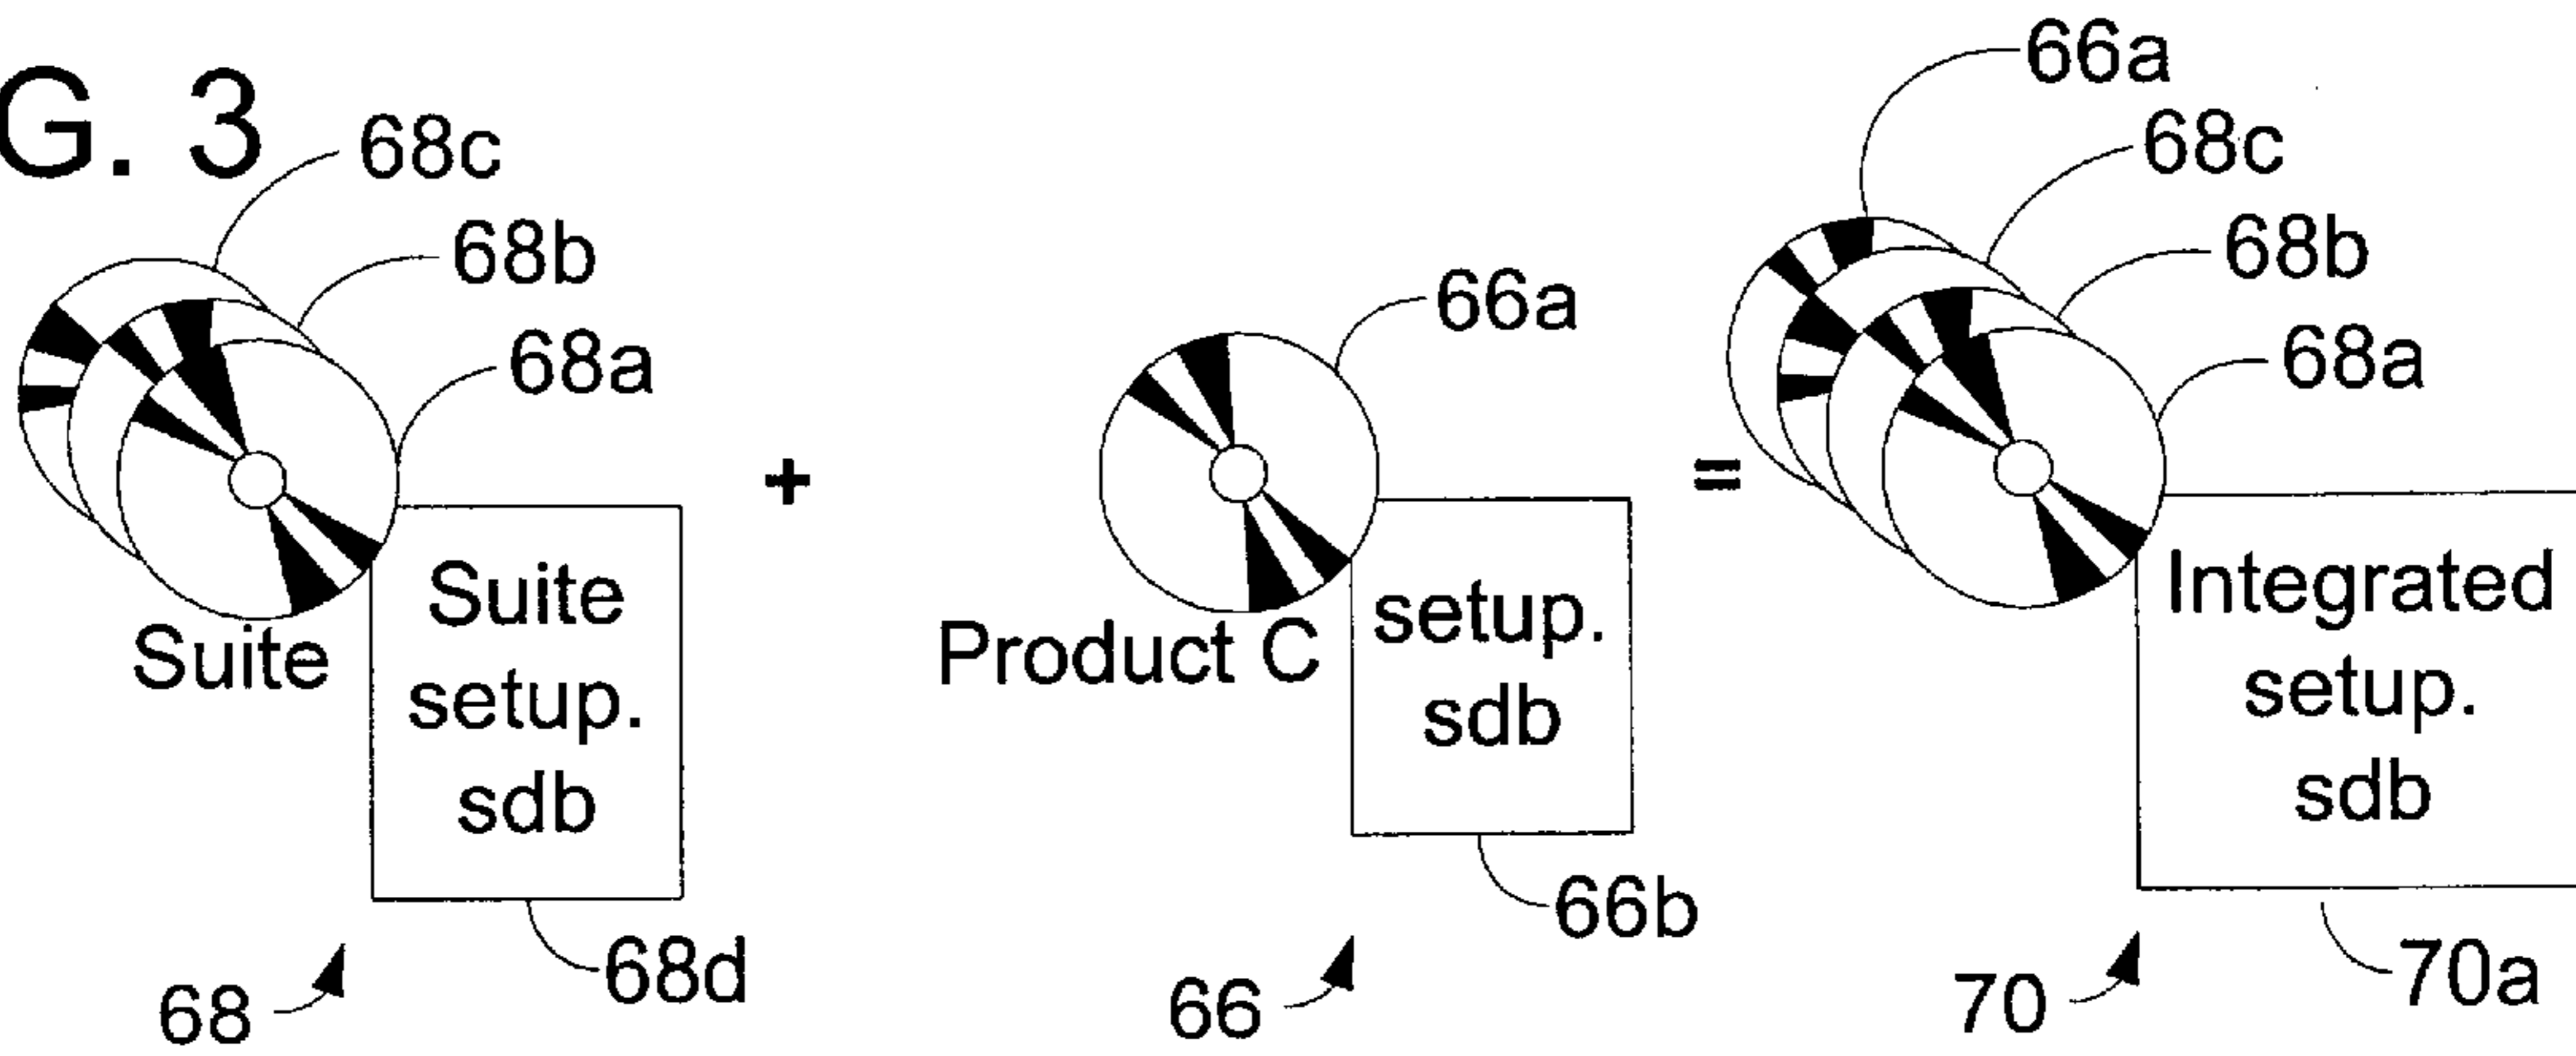 G. 3
68c
68b
68a
Suite
Suite
setup.
sdb
68d
68
+
66a
Product C
setup.
sdb
66b
66
=
66a
68c
68b
68a
Integrated
setup.
sdb
70a
70